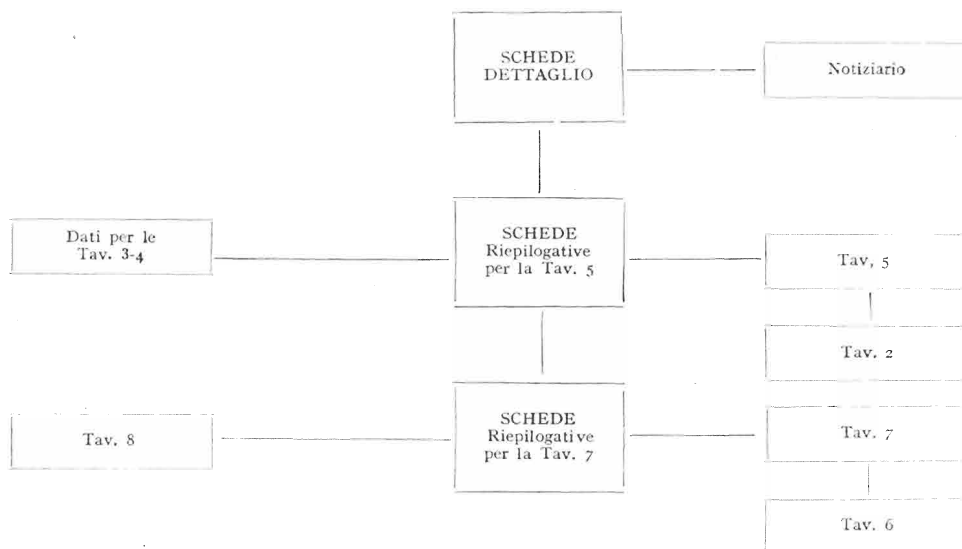 SCHEDE
DETTAGLIO
Notiziario
Dati per le
Tav. 3-4
SCHEDE
Riepilogative
per la Tav. 5
Tav, 5
Tav. 2
Tav. 8
SCHEDE
Riepilogative
per la Tav. 7
Tav. 7
Tav. 6